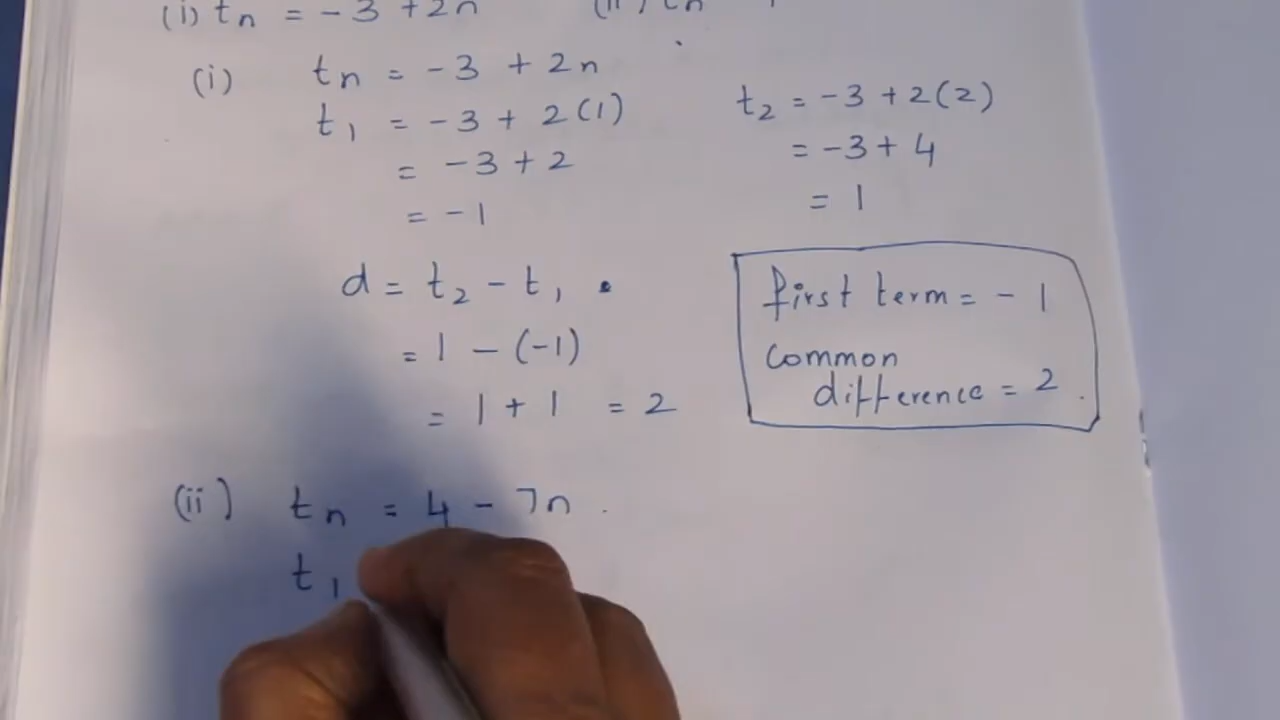 (i) tn = -3 + 2n (ii) tn
(i) tn = -3 + 2n
t1 = -3 + 2(1)
= -3 + 2
= -1
t2 = -3 + 2(2)
= -3 + 4
= 1
d = t2 - t1
= 1 - (-1)
= 1 + 1 = 2
first term = -1
common
difference = 2.
(ii) tn = 4 - 7n.
t1